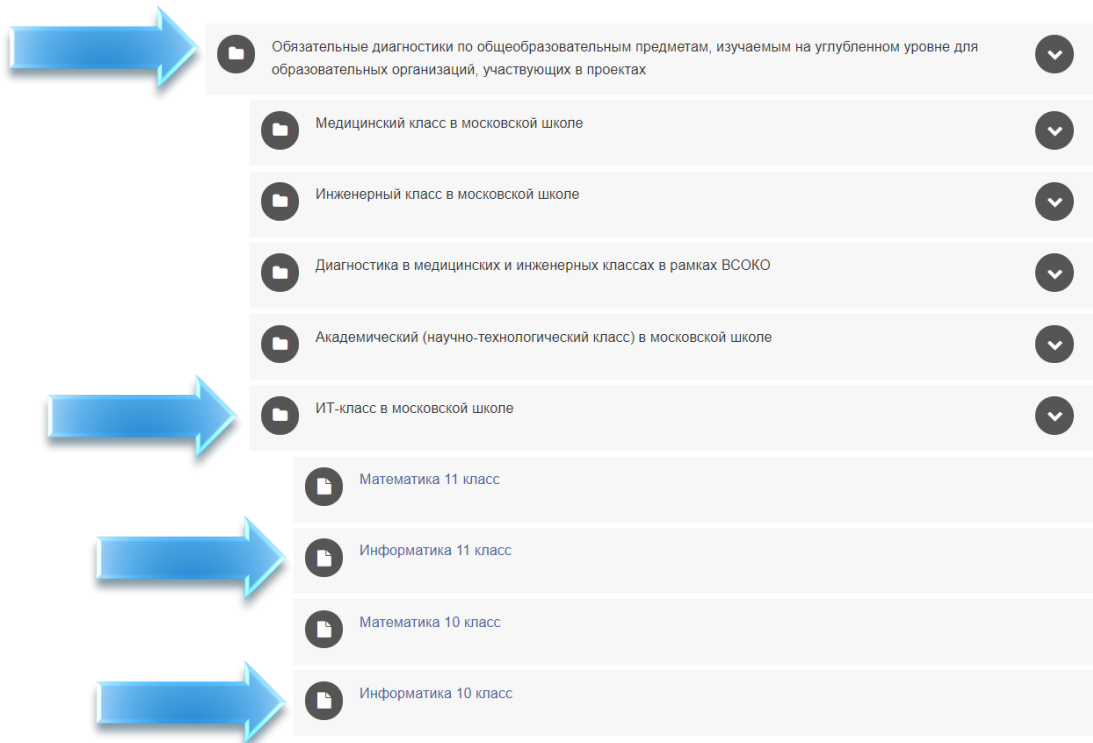 Обязательные диагностики по общеобразовательным предметам, изучаемым на углубленном уровне для
образовательных организаций, участвующих в проектах
Медицинский класс в московской школе
Инженерный класс в московской школе
Диагностика в медицинских и инженерных классах в рамках ВСОКО
Академический (научно-технологический класс) в московской школе
ИТ-класс в московской школе
Математика 11 класс
Информатика 11 класс
Математика 10 класс
Информатика 10 класс